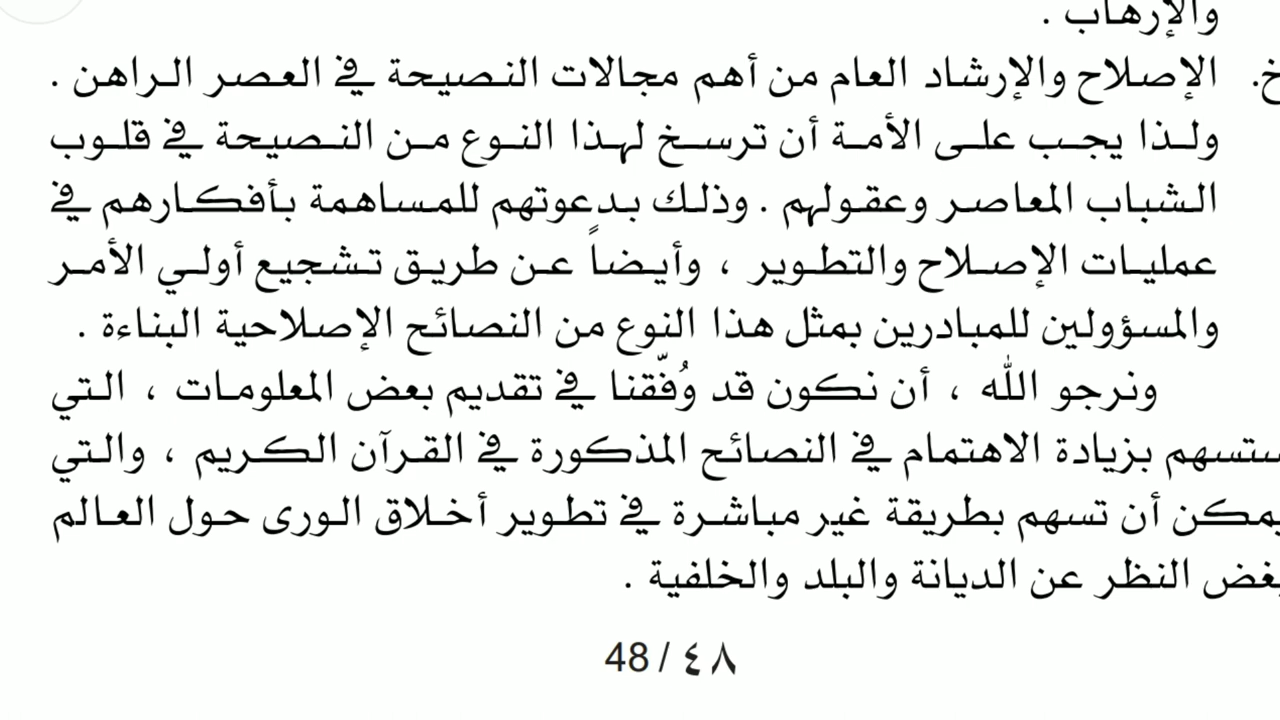 والإرهاب .
خ. الإصلاح والإرشاد العام من أهم مجالات النصيحة في العصر الراهن .
ولذا يجب على الأمة أن ترسخ لهذا النوع من النصيحة في قلوب
الشباب المعاصر وعقولهم . وذلك بدعوتهم للمساهمة بأفكارهم في
عمليات الإصلاح والتطوير ، وأيضاً عن طريق تشجيع أولي الأمر
والمسؤولين للمبادرين بمثل هذا النوع من النصائح الإصلاحية البناءة .
ونرجو الله ، أن نكون قد وُفّقنا في تقديم بعض المعلومات ، التي
ستسهم بزيادة الاهتمام في النصائح المذكورة في القرآن الكريم ، والتي
يمكن أن تسهم بطريقة غير مباشرة في تطوير أخلاق الورى حول العالم
بغض النظر عن الديانة والبلد والخلفية .
48 / ٤٨